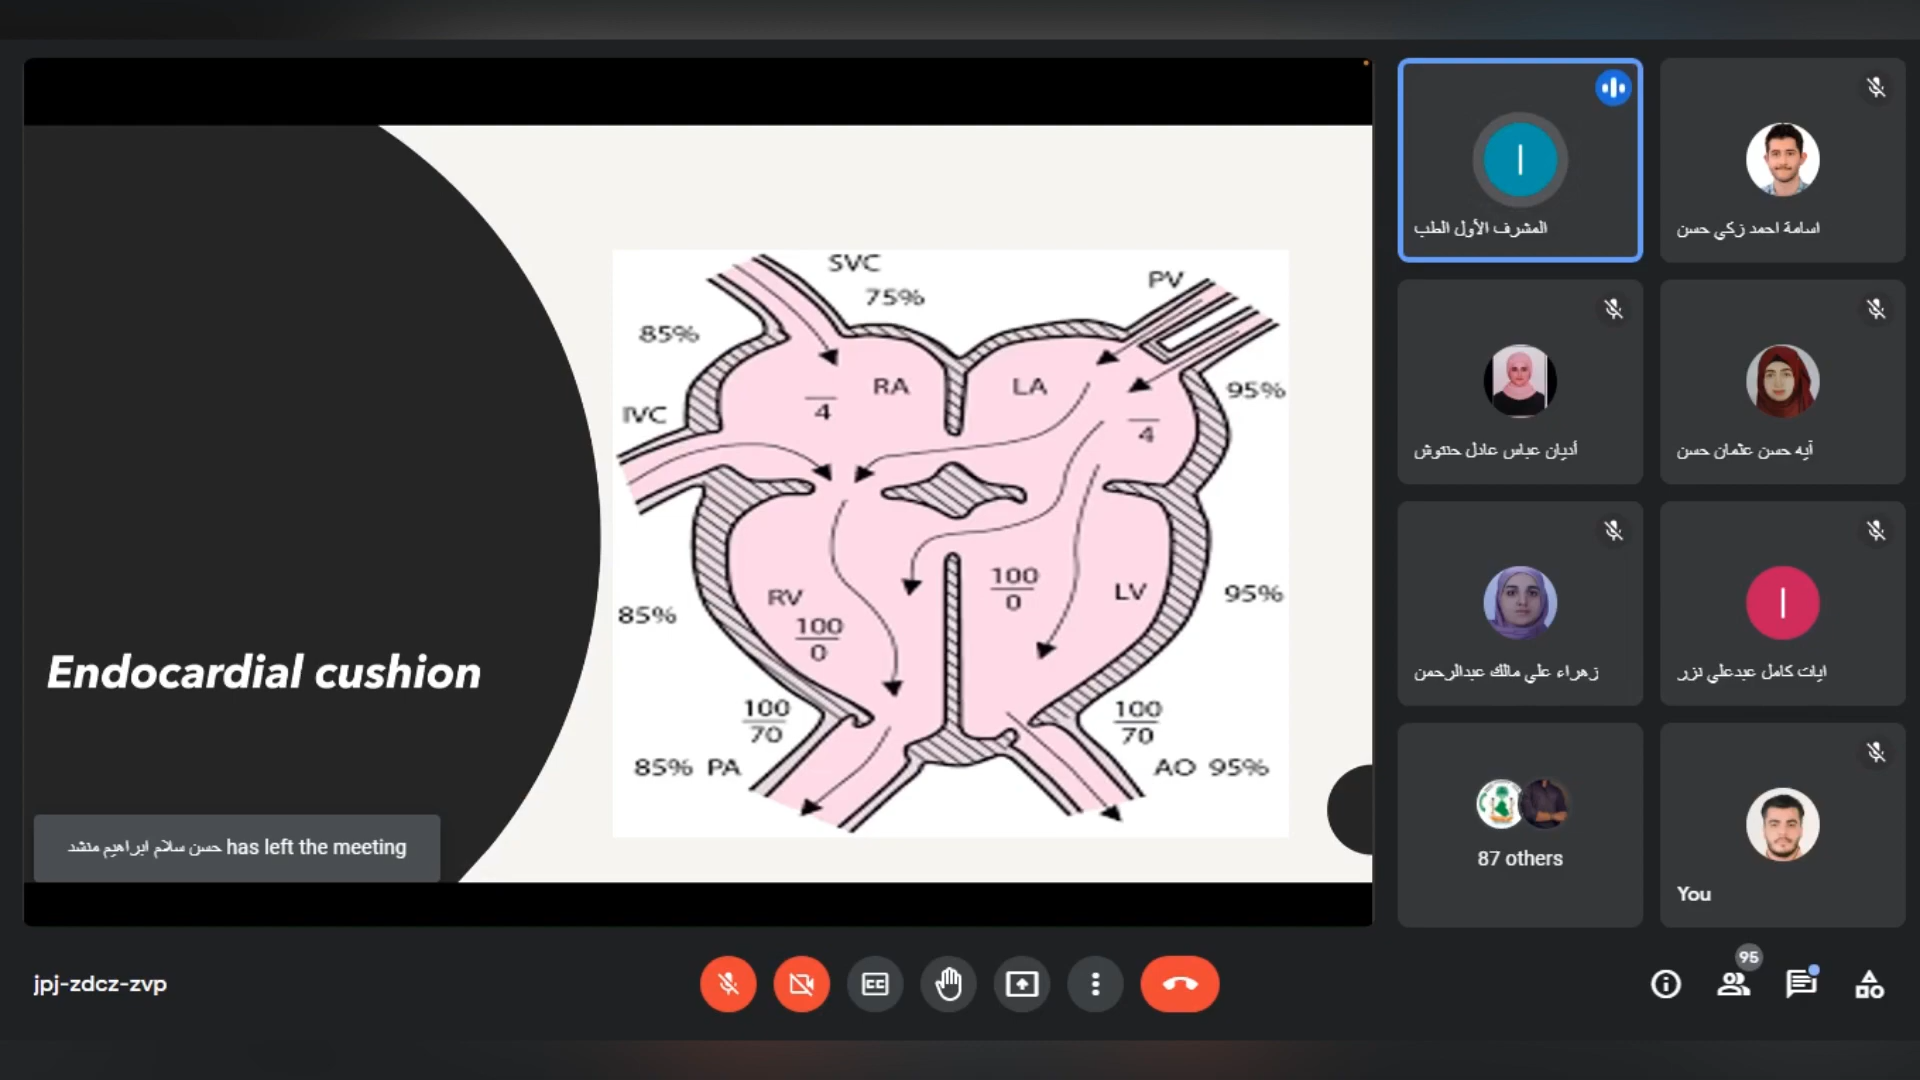 Endocardial cushion
SVC
75%
PV
85%
RA
LA
95%
4
4
IVC
100
0
LV
95%
RV
100
0
85%
100
70
100
70
85% PA
AO 95%
حسن سلام ابراهيم منشد has left the meeting
المشرف الأول الطب
اسامة احمد زكي حسن
أديان عباس عادل حنتوش
آيه حسن عثمان حسن
زهراء علي مالك عبدالرحمن
ايات كامل عبدعلي نزر
87 others
You
jpj-zdcz-zvp
CC
95